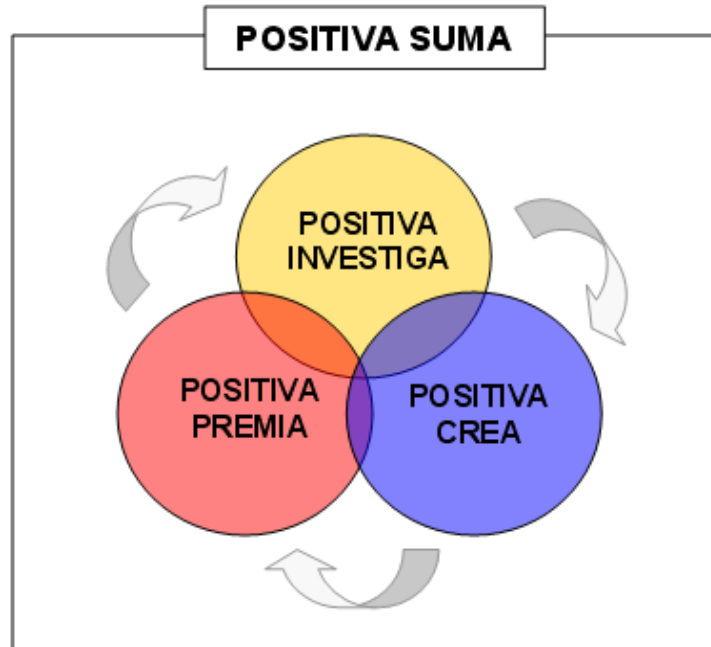 POSITIVA SUMA
POSITIVA
INVESTIGA
POSITIVA
PREMIA
POSITIVA
CREA